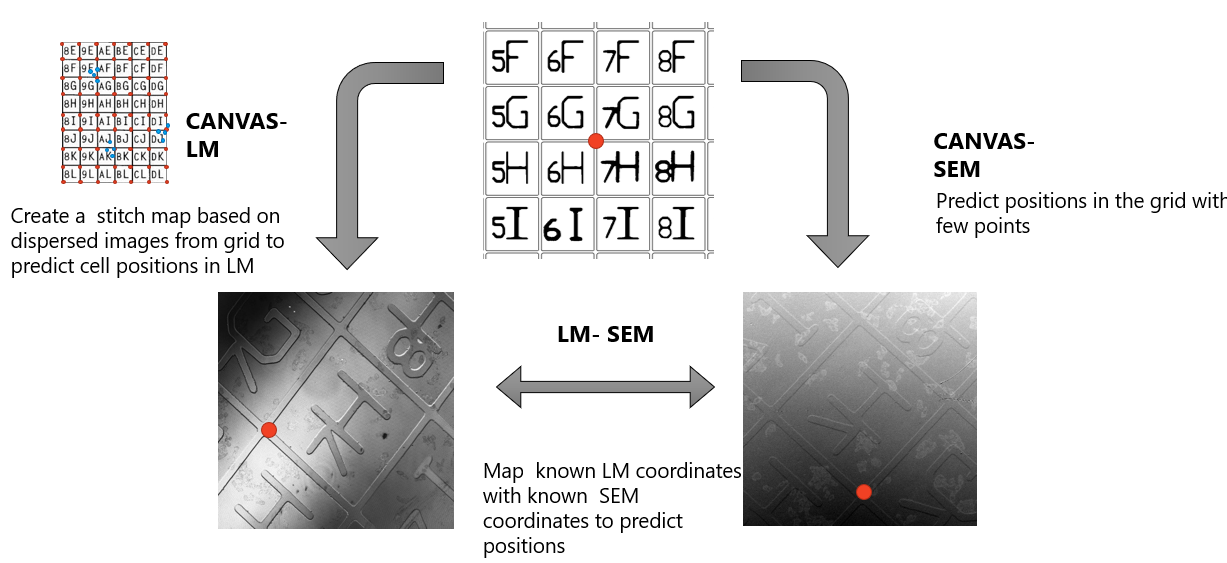 8E 9E AE BE CE DE
8F 9E AF BF CF DF
8G 9G AG BG CG DG
8H 9H AH BH CH DH
8I 9I AI BI CI DI
8J 9J AJ BJ CJ DJ
8K 9K AK BK CK DK
8L 9L AL BL CL DL
CANVAS-
LM
Create a stitch map based on
dispersed images from grid to
predict cell positions in LM
5F 6F 7F 8F
5G 6G 7G 8G
5H 6H 7H 8H
5I 6I 7I 8I
CANVAS-
SEM
Predict positions in the grid with
few points
LM- SEM
Map known LM coordinates
with known SEM
coordinates to predict
positions